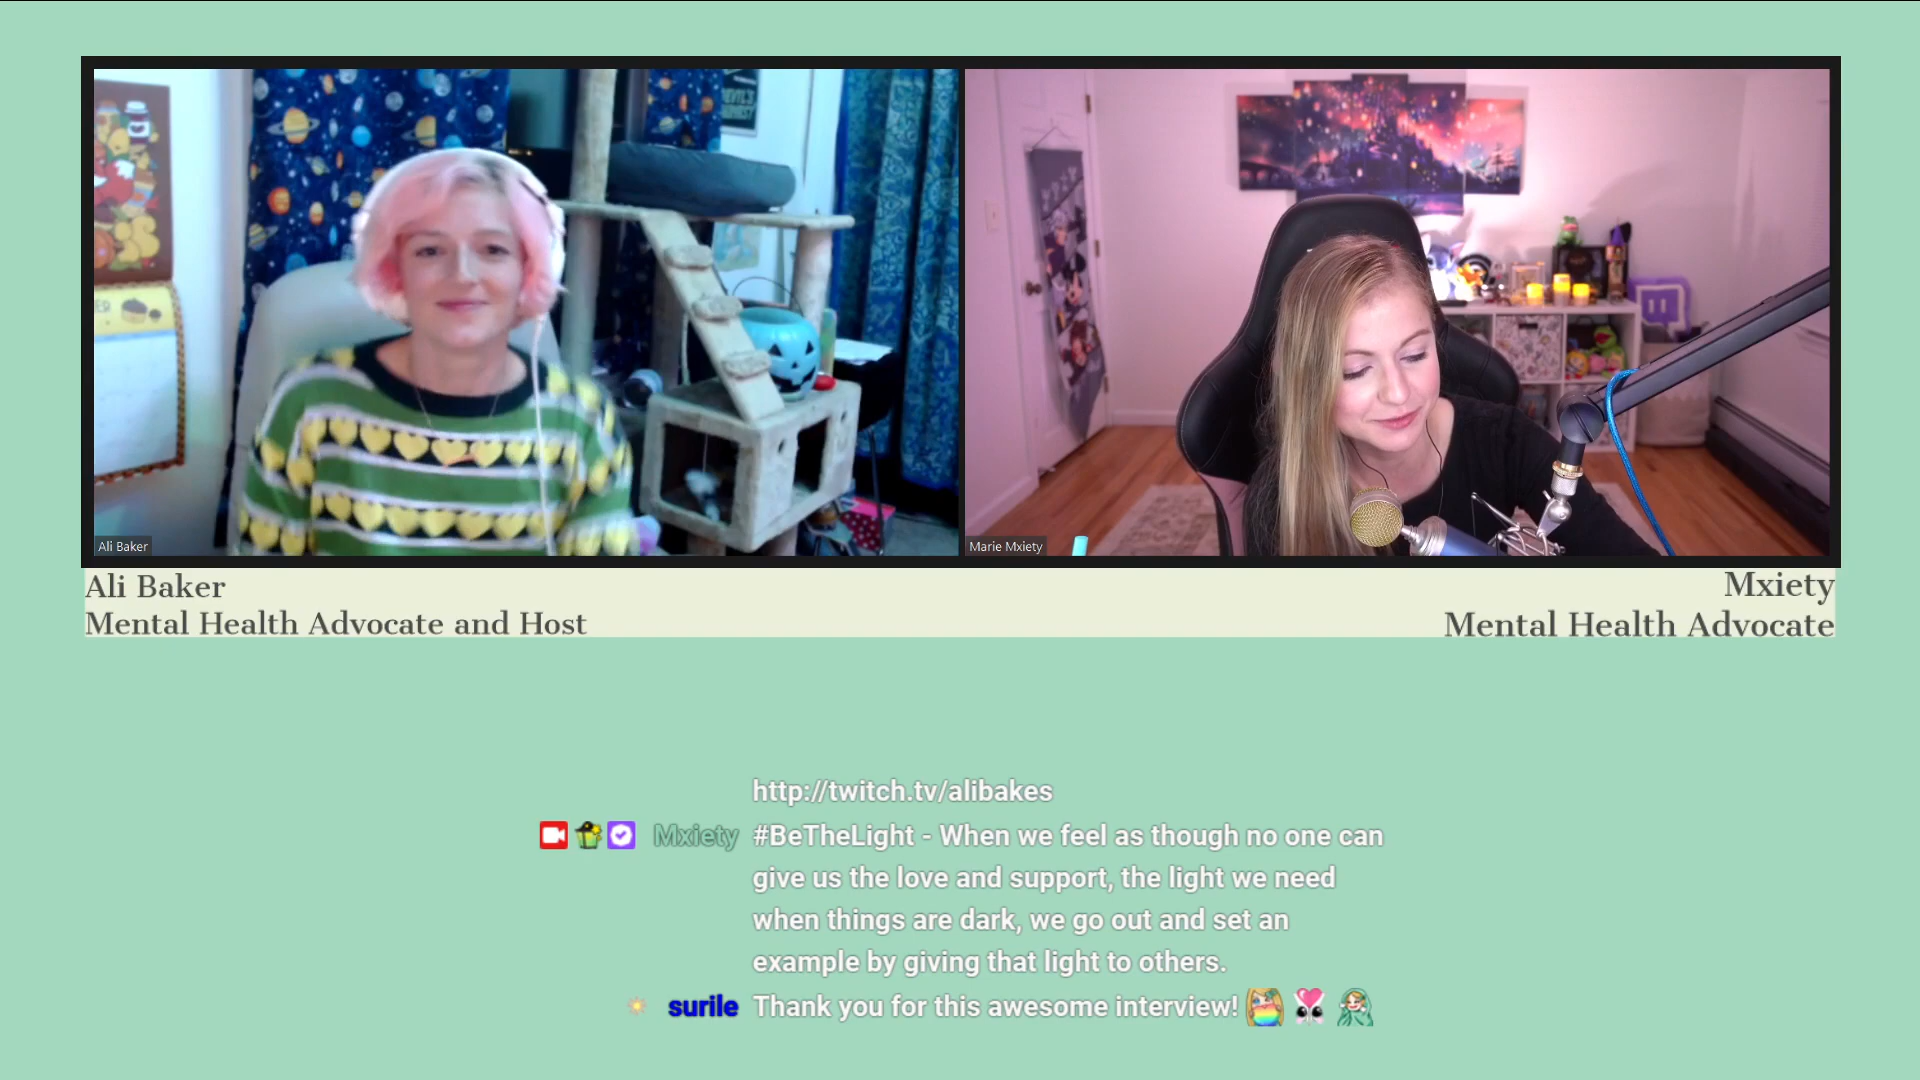 Ali Baker
Marie Mxiety
Ali Baker
Mental Health Advocate and Host
Mxiety
Mental Health Advocate
http://twitch.tv/alibakes
Mxiety #BeTheLight - When we feel as though no one can
give us the love and support, the light we need
when things are dark, we go out and set an
example by giving that light to others.
surile Thank you for this awesome interview!